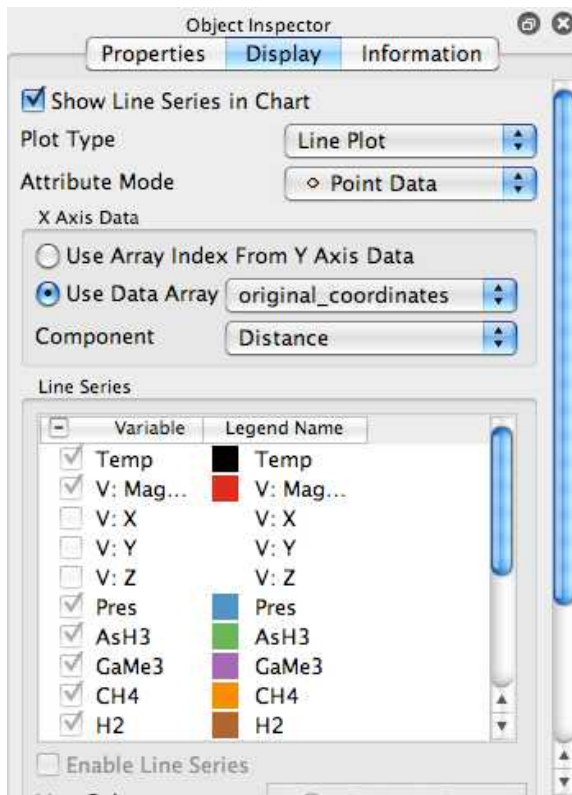 Object Inspector
Properties Display Information
Show Line Series in Chart
Plot Type Line Plot
Attribute Mode Point Data
X Axis Data
Use Array Index From Y Axis Data
Use Data Array original_coordinates
Component Distance
Line Series
Variable Legend Name
Temp Temp
V: Mag... V: Mag...
V: X V: X
V: Y V: Y
V: Z V: Z
Pres Pres
AsH3 AsH3
GaMe3 GaMe3
CH4 CH4
H2 H2
Enable Line Series